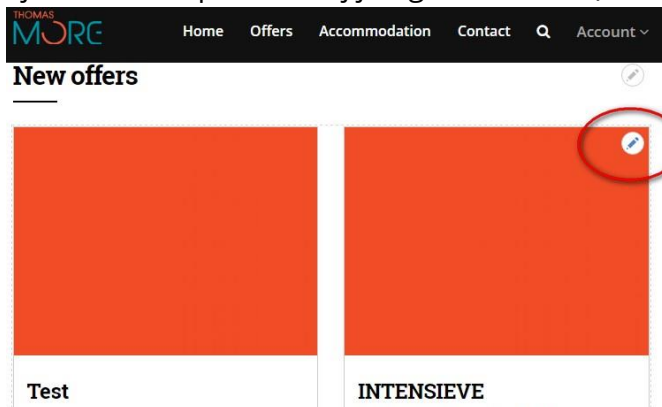 THOMAS
MORE
Home Offers Accommodation Contact Account
New offers
Test
INTENSIEVE